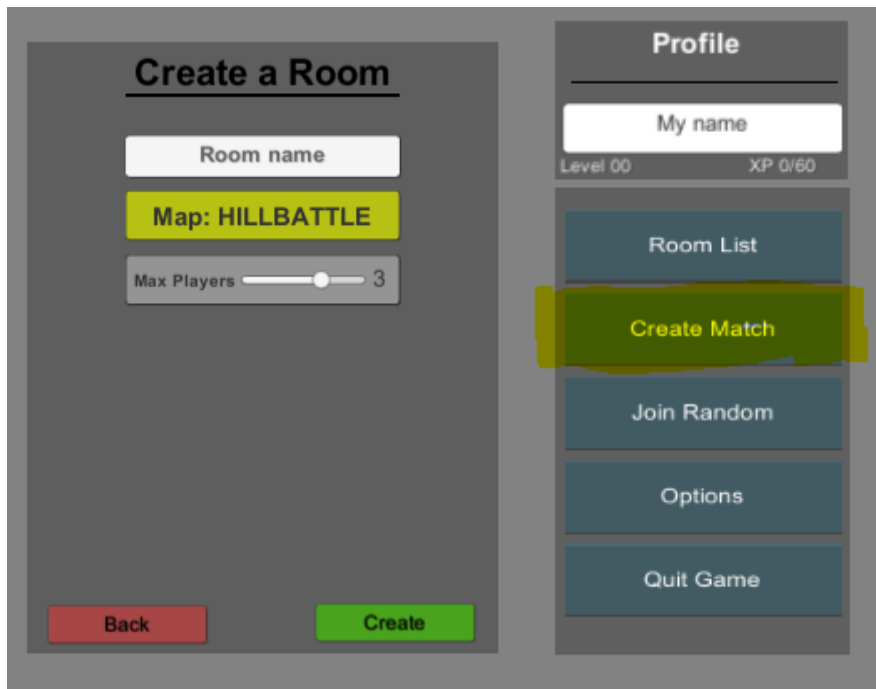 Create a Room
Room name
Map: HILLBATTLE
Max Players 3
Back
Create
Profile
My name
Level 00 XP 0/60
Room List
Create Match
Join Random
Options
Quit Game